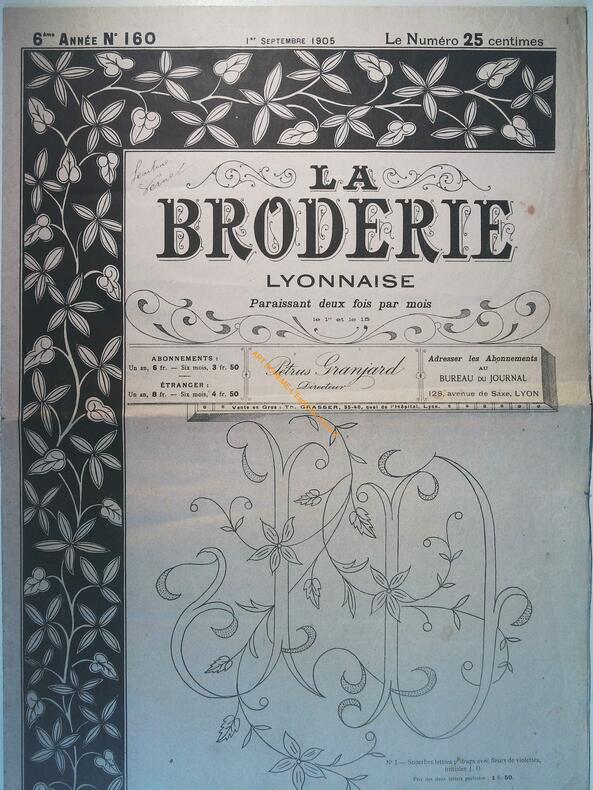 6ème ANNÉE N° 160
1er SEPTEMBRE 1905
Le Numéro 25 centimes
LA
BRODERIE
LYONNAISE
Paraissant deux fois par mois
le 1er et le 15
ABONNEMENTS :
Un an, 6 fr. — Six mois, 3 fr. 50
ÉTRANGER :
Un an, 8 fr. — Six mois, 4 fr. 50
Pétrus Granjard
Directeur
Adresser les Abonnements
AU
BUREAU DU JOURNAL
128, avenue de Saxe, LYON
Vente en Gros : TH. GRASSER, 35-40, quai de l'Hôpital, Lyon.
N° 1 — Superbes lettres p draps avec fleurs de violettes,
initiales J. D.
Prix des deux lettres perforées : 1 fr. 50.